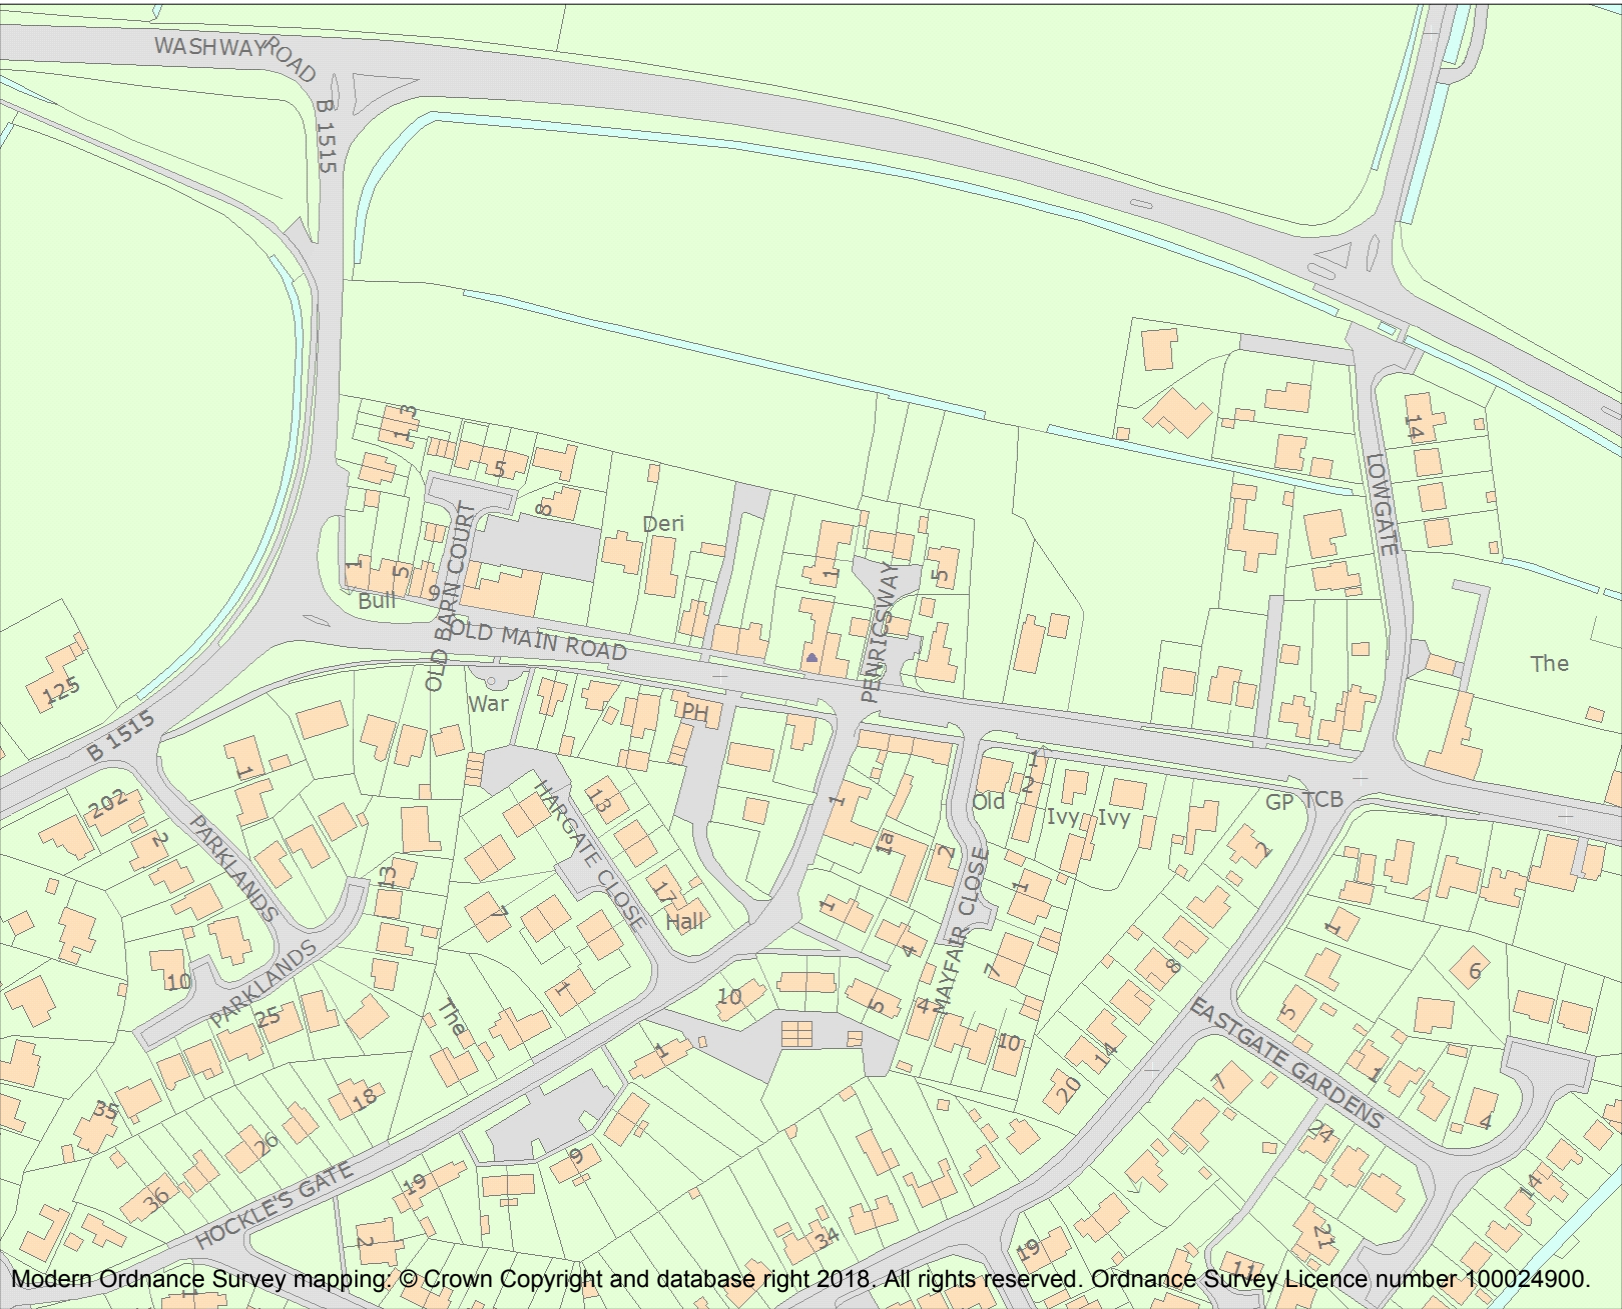 WASHWAY ROAD
B 1515
3
1
5
8
Deri
OLD BARN COURT
1
5
9
Bull
OLD MAIN ROAD
1
5
PENRICSWAY
14
LOWGATE
The
125
B 1515
War
PH
1
202
2
PARKLANDS
13
HARGATE CLOSE
13
17
Hall
7
1
1
1a
2
Old
1
2
Ivy
Ivy
GP
TCB
2
MAYFAIR CLOSE
1
7
1
4
5
4
10
10
10
PARKLANDS
25
The
35
18
26
36
HOCKLE'S GATE
19
2
9
1
8
14
20
EASTGATE GARDENS
1
6
5
1
4
7
24
14
21
11
19
34
1
Modern Ordnance Survey mapping: © Crown Copyright and database right 2018. All rights reserved. Ordnance Survey Licence number 100024900.